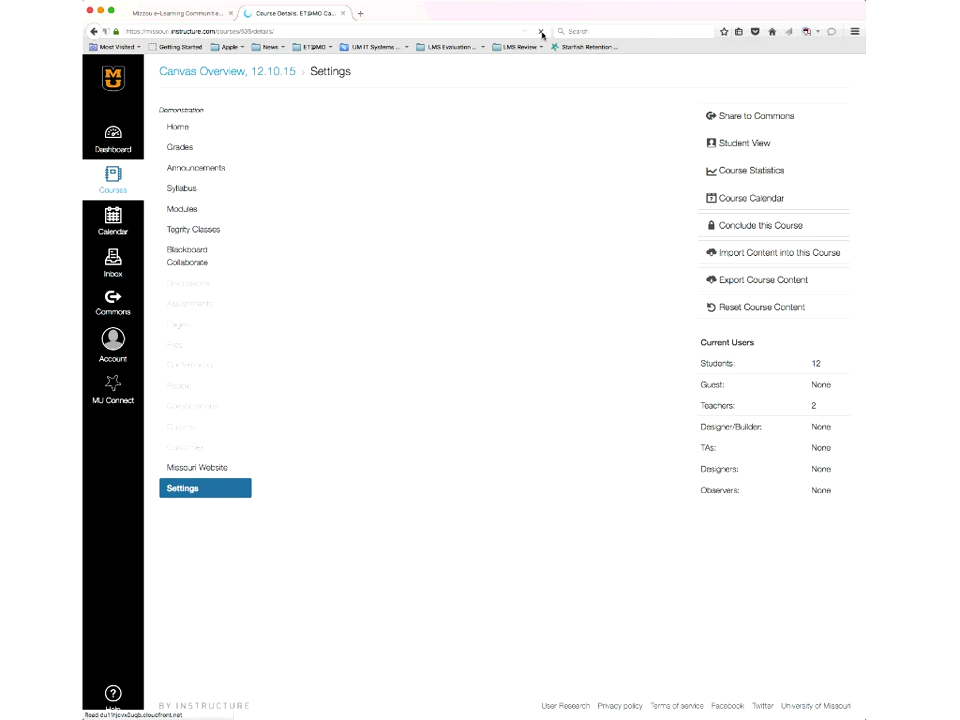 Mizzou e-Learning Communitie...
Course Details: ET@MO Ca...
https://missouri.instructure.com/courses/535/details/
Search
Most Visited
Getting Started
Apple
News
ET@MO
UM IT Systems ...
LMS Evaluation ...
LMS Review
Starfish Retention ...
MU
Dashboard
Courses
Calendar
Inbox
Commons
Account
MU Connect
Help
Canvas Overview, 12.10.15 › Settings
Demonstration
Home
Grades
Announcements
Syllabus
Modules
Tegrity Classes
Blackboard
Collaborate
Discussions
Assignments
Pages
Files
Conferences
People
Collaborations
Quizzes
Outcomes
Missouri Website
Settings
Share to Commons
Student View
Course Statistics
Course Calendar
Conclude this Course
Import Content into this Course
Export Course Content
Reset Course Content
Current Users
Students: 12
Guest: None
Teachers: 2
Designer/Builder: None
TAs: None
Designers: None
Observers: None
BY INSTRUCTURE
User Research Privacy policy Terms of service Facebook Twitter University of Missouri